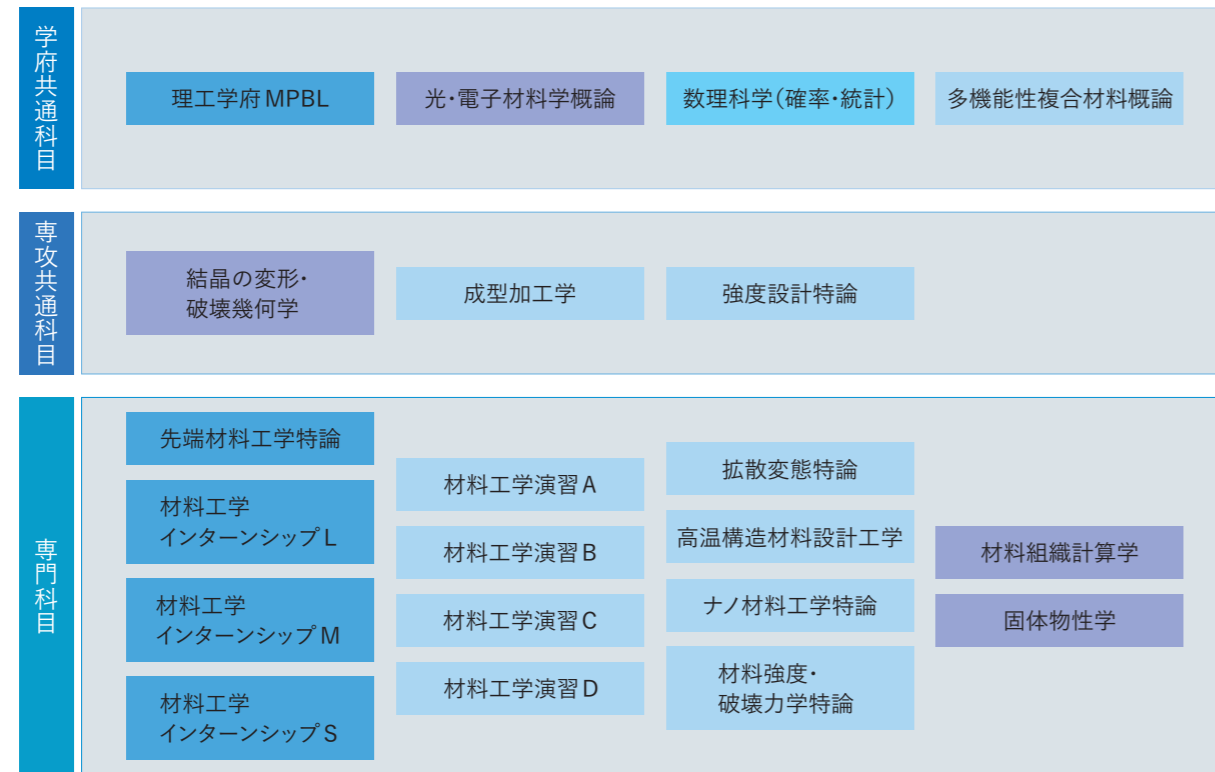 学府共通科目
理工学府MPBL
光・電子材料学概論
数理科学(確率・統計)
多機能性複合材料概論
専攻共通科目
結晶の変形・
破壊幾何学
成型加工学
強度設計特論
専門科目
先端材料工学特論
材料工学
インターンシップL
材料工学
インターンシップM
材料工学
インターンシップS
材料工学演習A
材料工学演習B
材料工学演習C
材料工学演習D
拡散変態特論
高温構造材料設計工学
ナノ材料工学特論
材料強度・
破壊力学特論
材料組織計算学
固体物性学